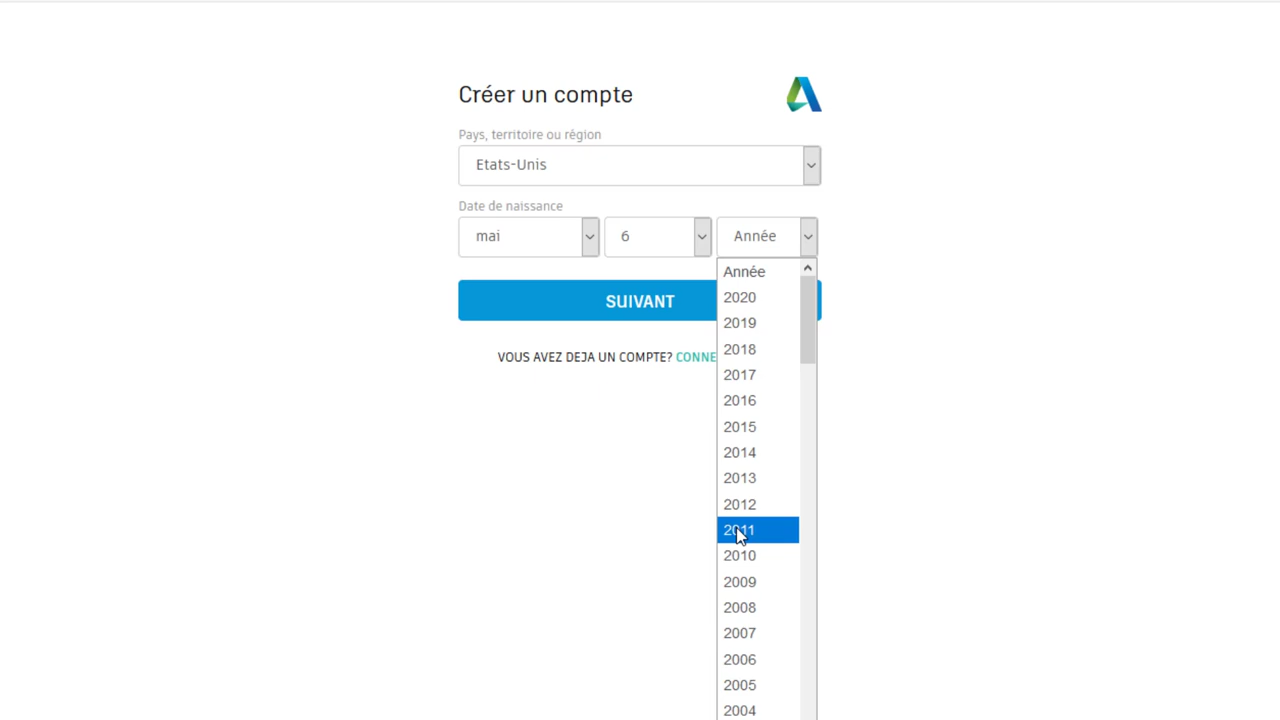 Créer un compte
Pays, territoire ou région
Etats-Unis
Date de naissance
mai 6 Année
Année
2020
SUIVANT
2019
2018
VOUS AVEZ DEJA UN COMPTE? CONNE
2017
2016
2015
2014
2013
2012
2011
2010
2009
2008
2007
2006
2005
2004